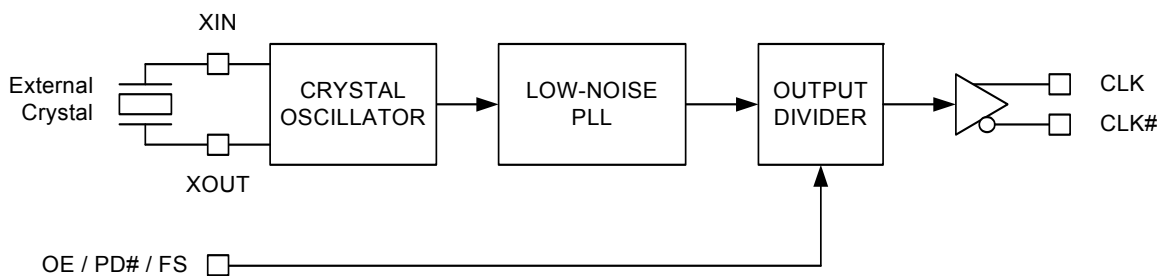 XIN
External
Crystal
XOUT
CRYSTAL
OSCILLATOR
LOW-NOISE
PLL
OUTPUT
DIVIDER
CLK
CLK#
OE / PD# / FS